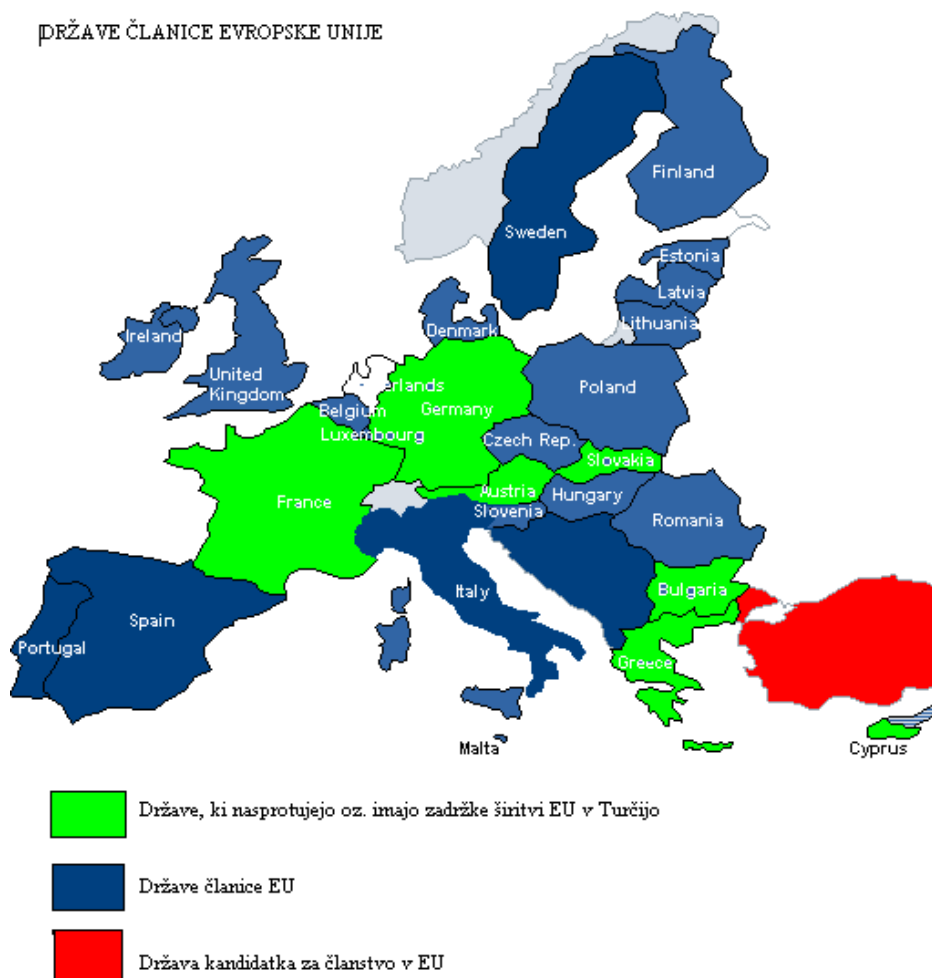 DRŽAVE ČLANICE EVROPSKE UNIJE
Finland
Sweden
Estonia
Latvia
Lithuania
Denmark
Ireland
United
Kingdom
erlands
Belgium
Germany
Poland
Luxembourg
Czech Rep.
Slovakia
France
Austria
Hungary
Slovenia
Romania
Italy
Bulgaria
Spain
Portugal
Greece
Malta
Cyprus
Države, ki nasprotujejo oz. imajo zadržke širitvi EU v Turčijo
Države članice EU
Država kandidatka za članstvo v EU